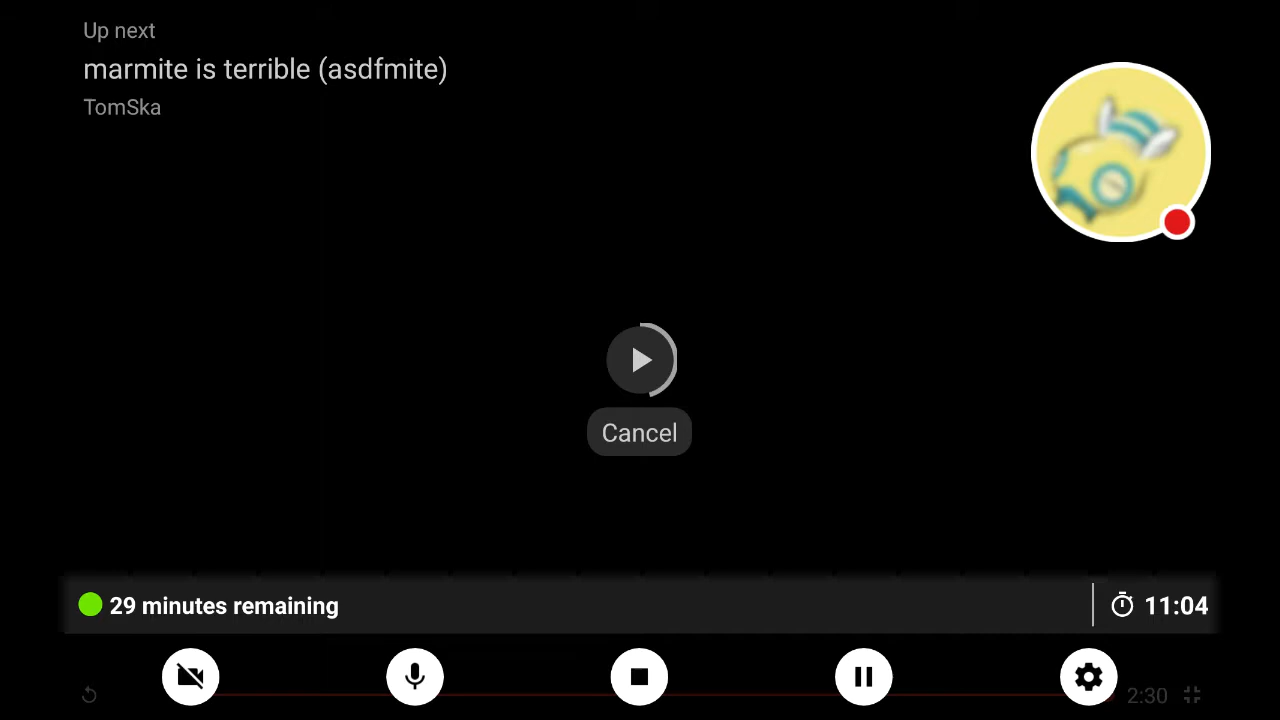 Up next
marmite is terrible (asdfmite)
TomSka
Cancel
29 minutes remaining
11:04
2:30